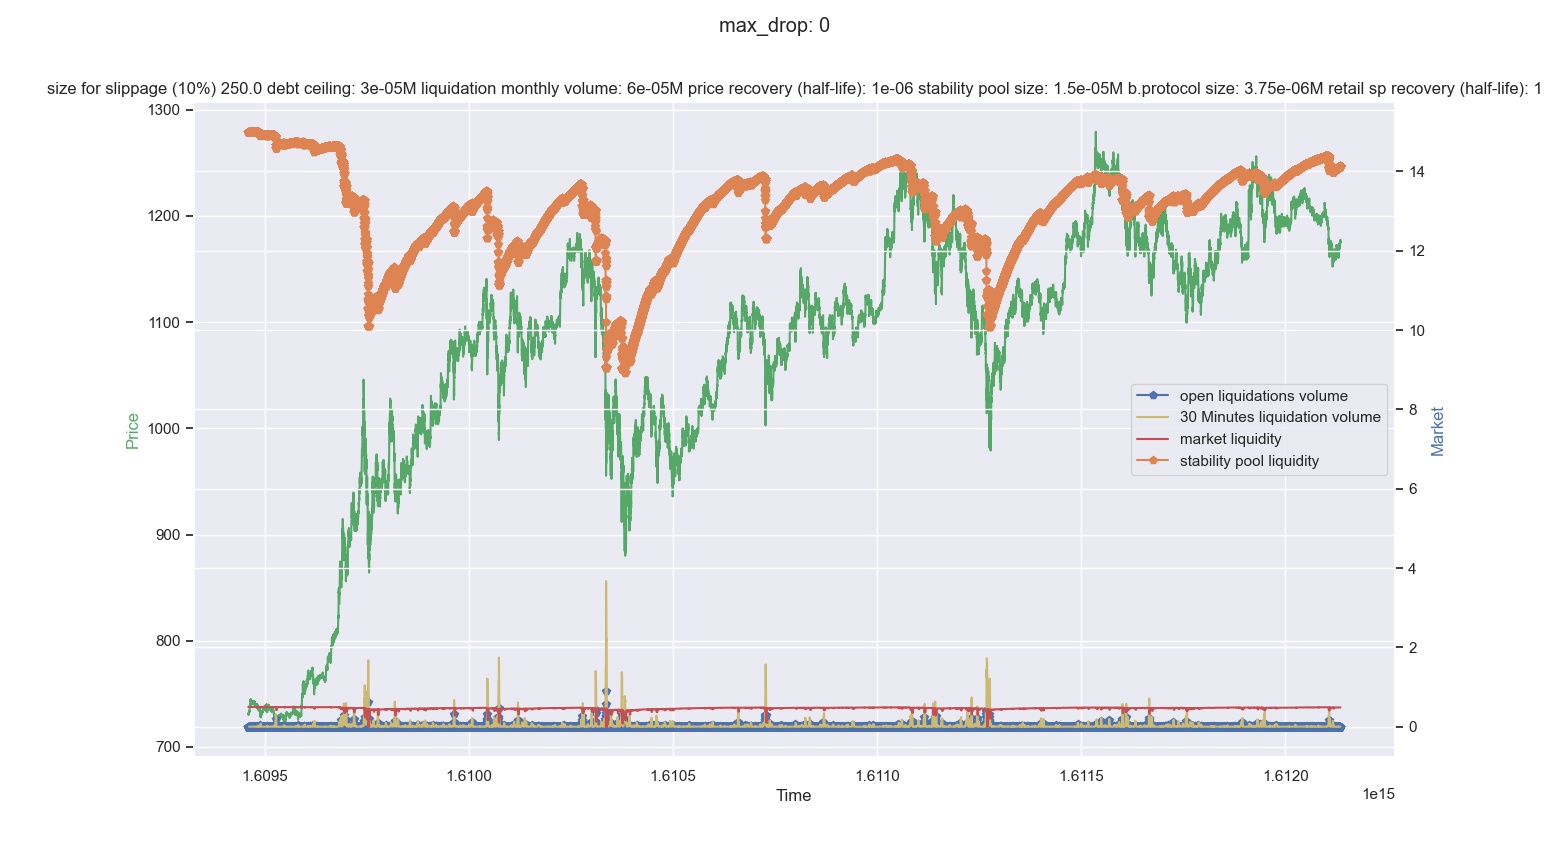 max_drop: 0
size for slippage (10%) 250.0 debt ceiling: 3e-05M liquidation monthly volume: 6e-05M price recovery (half-life): 1e-06 stability pool size: 1.5e-05M b.protocol size: 3.75e-06M retail sp recovery (half-life): 1
1300
1200
1100
1000
900
800
700
Price
14
12
10
8
6
4
2
0
Market
open liquidations volume
30 Minutes liquidation volume
market liquidity
stability pool liquidity
1.6095 1.6100 1.6105 1.6110 1.6115 1.6120
Time
1e15